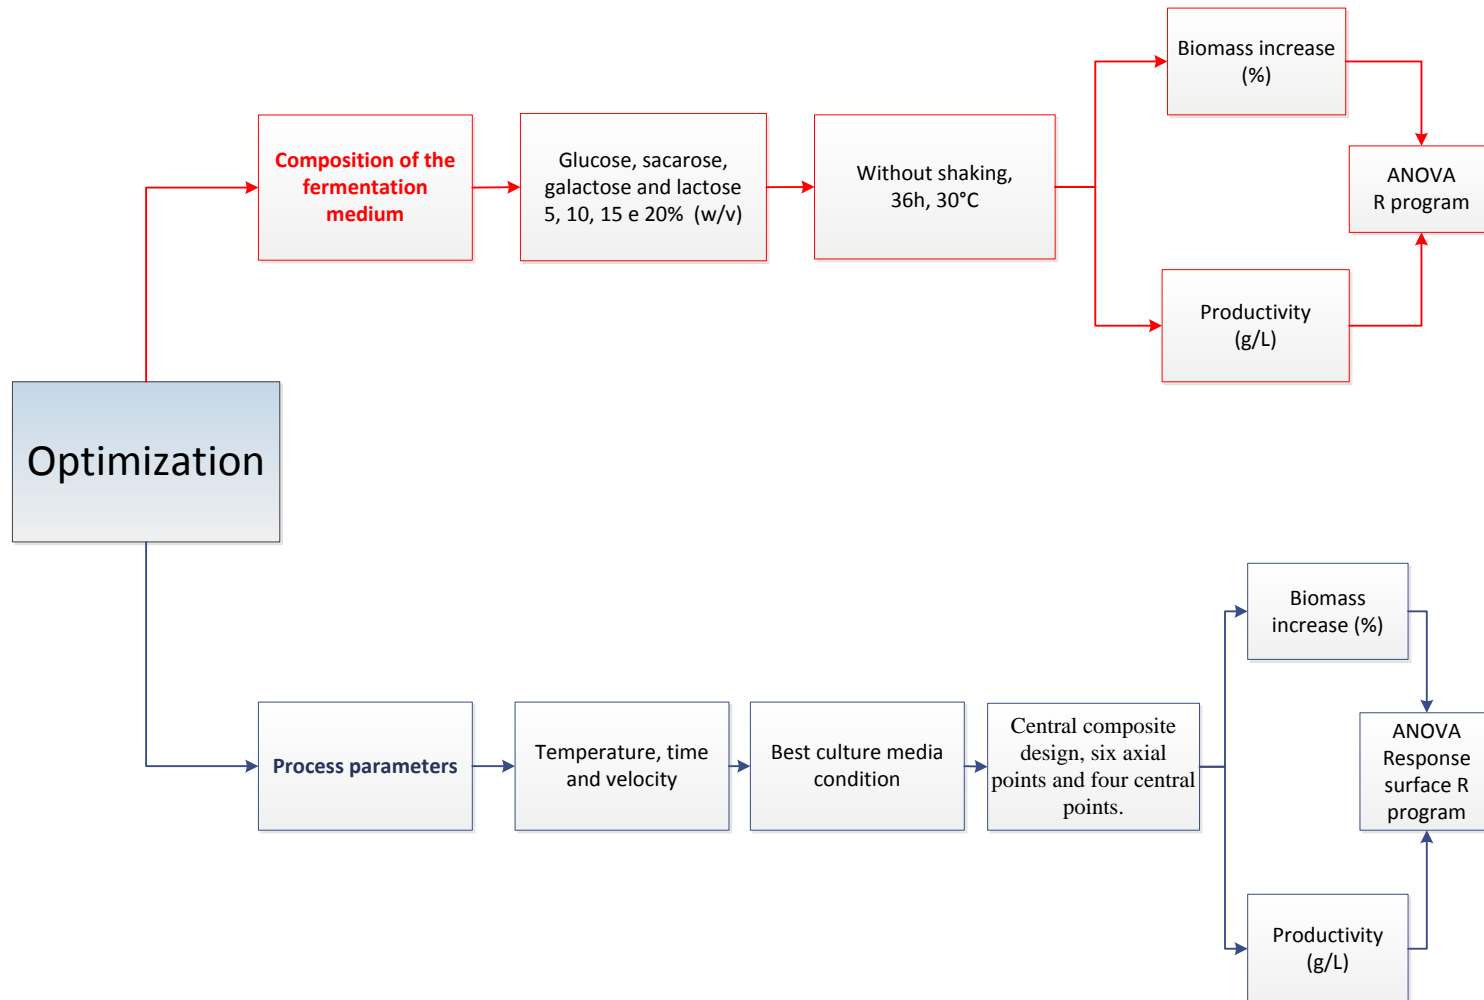 Optimization
Composition of the
fermentation
medium
Glucose, sacarose,
galactose and lactose
5, 10, 15 e 20% (w/v)
Without shaking,
36h, 30°C
Biomass increase
(%)
Productivity
(g/L)
ANOVA
R program
Process parameters
Temperature, time
and velocity
Best culture media
condition
Central composite
design, six axial
points and four central
points.
Biomass
increase (%)
Productivity
(g/L)
ANOVA
Response
surface R
program